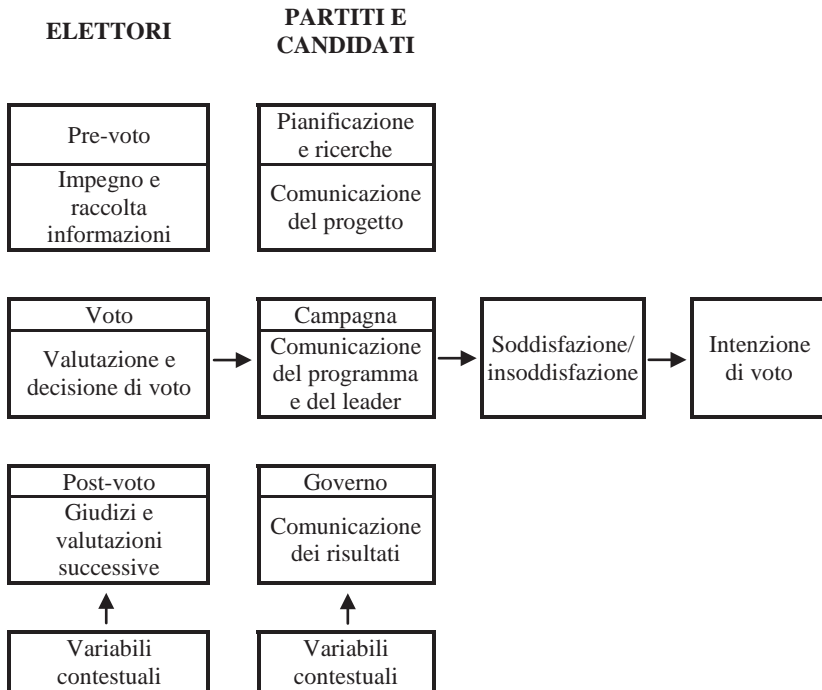 ELETTORI
PARTITI E
CANDIDATI
Pre-voto
Impegno e
raccolta
informazioni
Pianificazione
e ricerche
Comunicazione
del progetto
Voto
Valutazione e
decisione di voto
Campagna
Comunicazione
del programma
e del leader
Soddisfazione/
insoddisfazione
Intenzione
di voto
Post-voto
Giudizi e
valutazioni
successive
Governo
Comunicazione
dei risultati
Variabili
contestuali
Variabili
contestuali